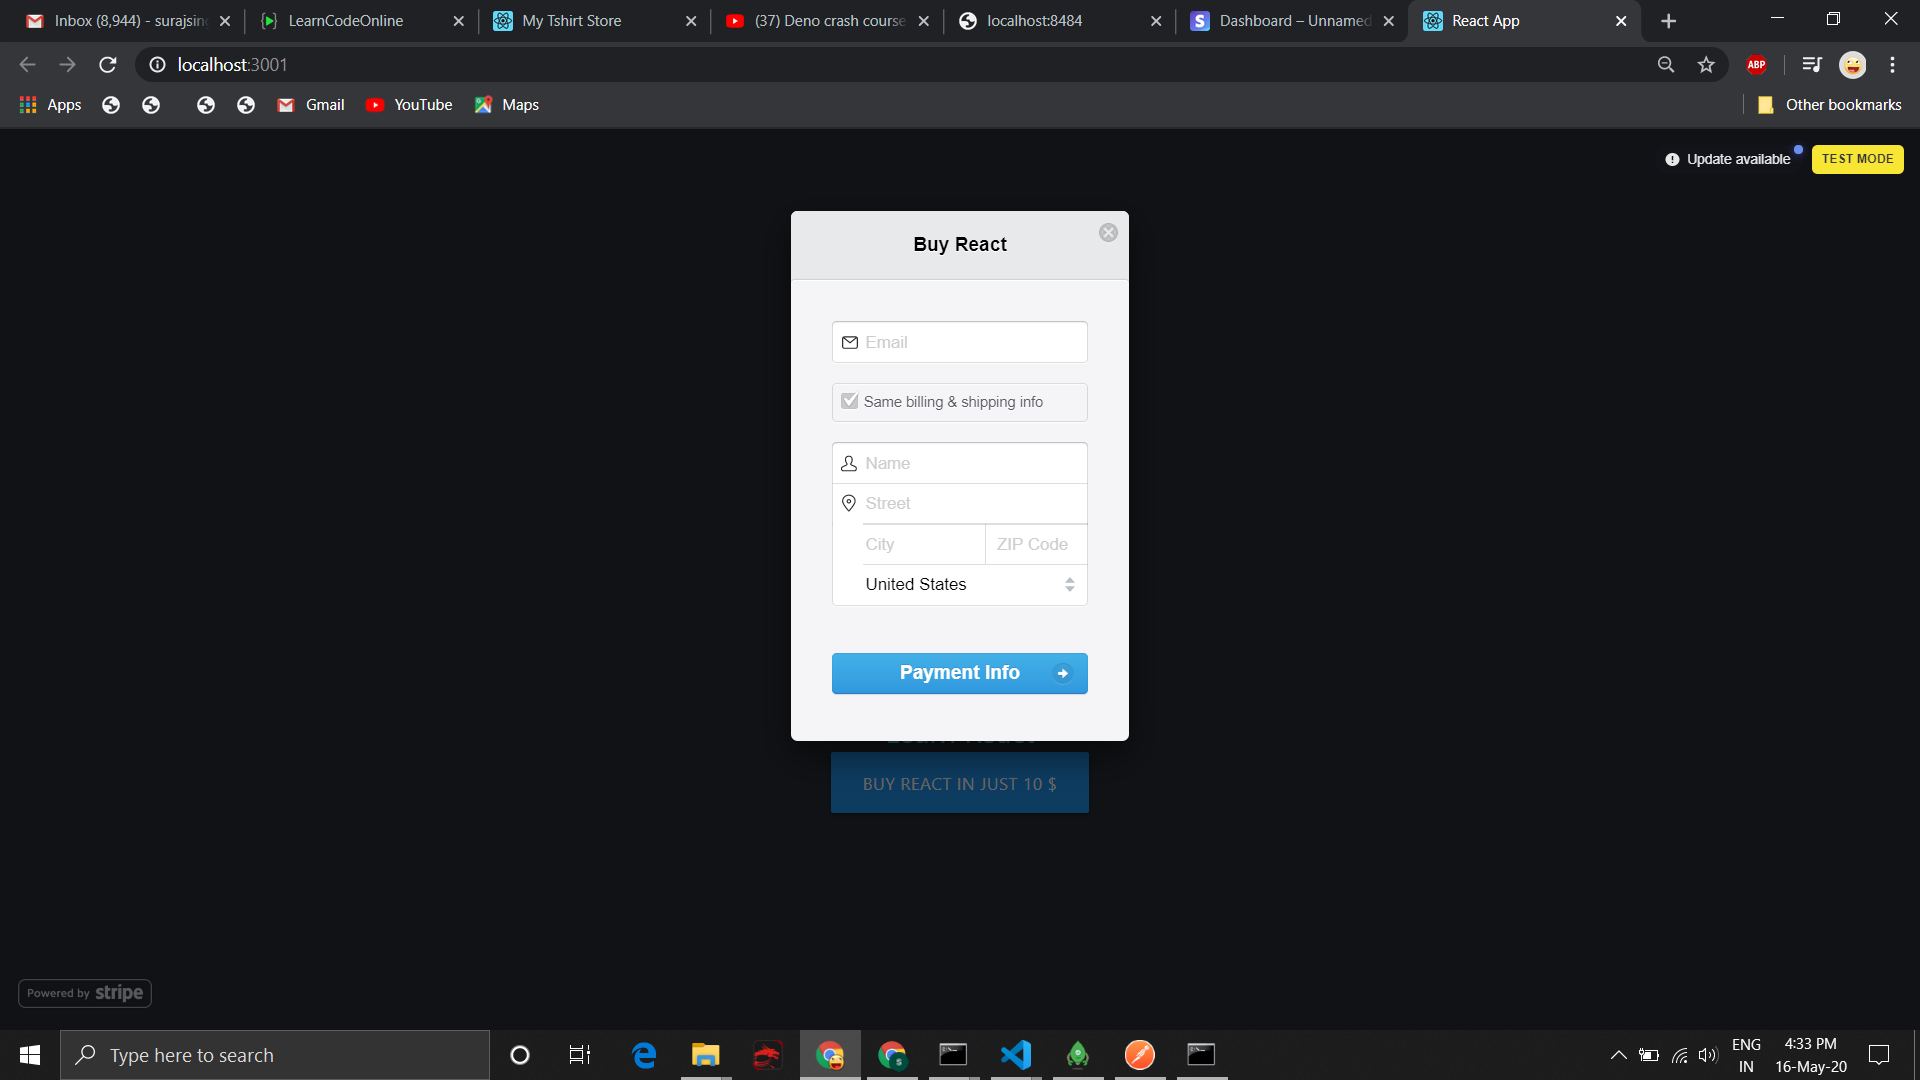 Inbox (8,944) - surajsin
LearnCodeOnline
My Tshirt Store
(37) Deno crash course
localhost:8484
Dashboard – Unnamed
React App
localhost:3001
ABP
Apps
Gmail
YouTube
Maps
Other bookmarks
Update available
TEST MODE
Buy React
Email
Same billing & shipping info
Name
Street
City
ZIP Code
United States
Payment Info
BUY REACT IN JUST 10 $
Powered by stripe
Type here to search
ENG
IN
4:33 PM
16-May-20